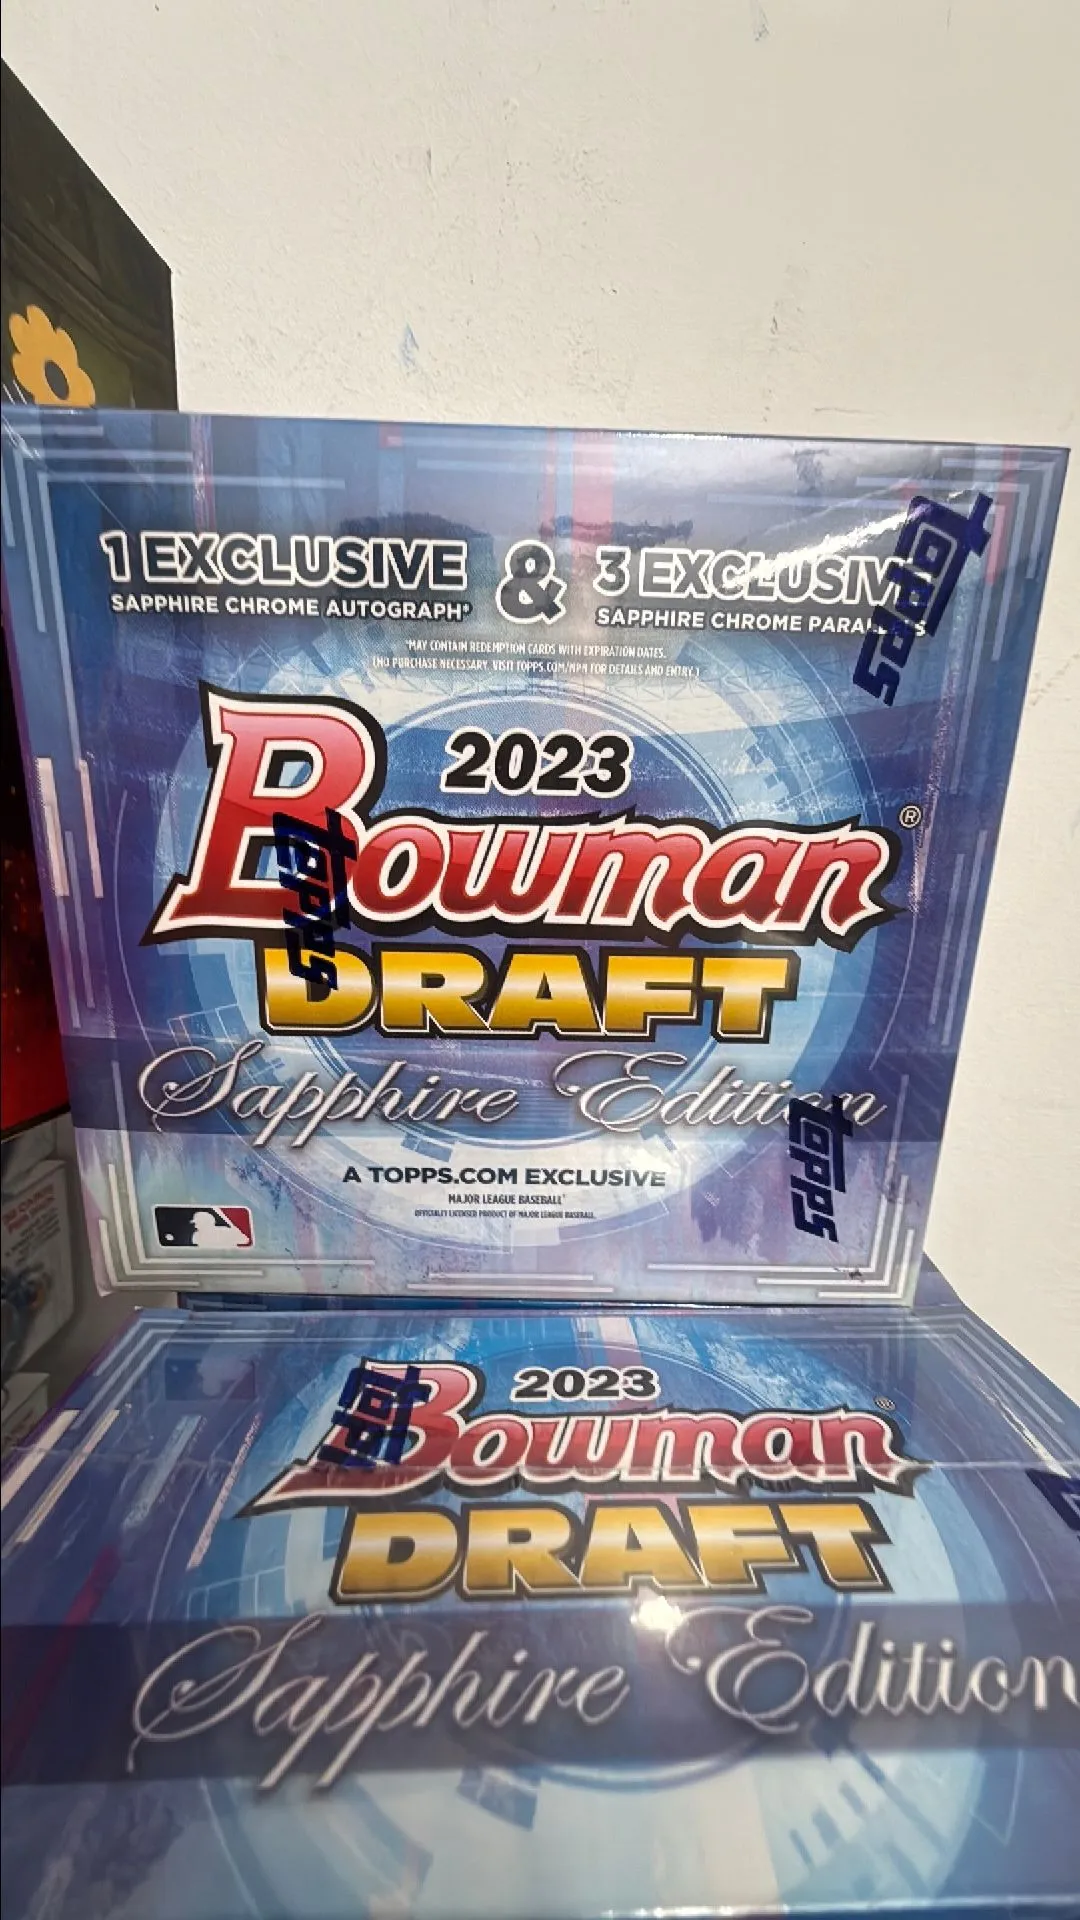 1 EXCLUSIVE
SAPPHIRE CHROME AUTOGRAPH*
&
3 EXCLUSIV
SAPPHIRE CHROME
*MAY CONTAIN REDEMPTION CARDS WITH EXPIRATION DATES.
(NO PURCHASE NECESSARY. VISIT TOPPS.COM/NPN FOR DETAILS AND ENTRY.)
topps
2023
Bowman®
topps
DRAFT
Sapphire Edition
topps
A TOPPS.COM EXCLUSIVE
MAJOR LEAGUE BASEBALL
OFFICIALLY LICENSED PRODUCT OF MAJOR LEAGUE BASEBALL
2023
topps
Bowman®
DRAFT
Sapphire Edition